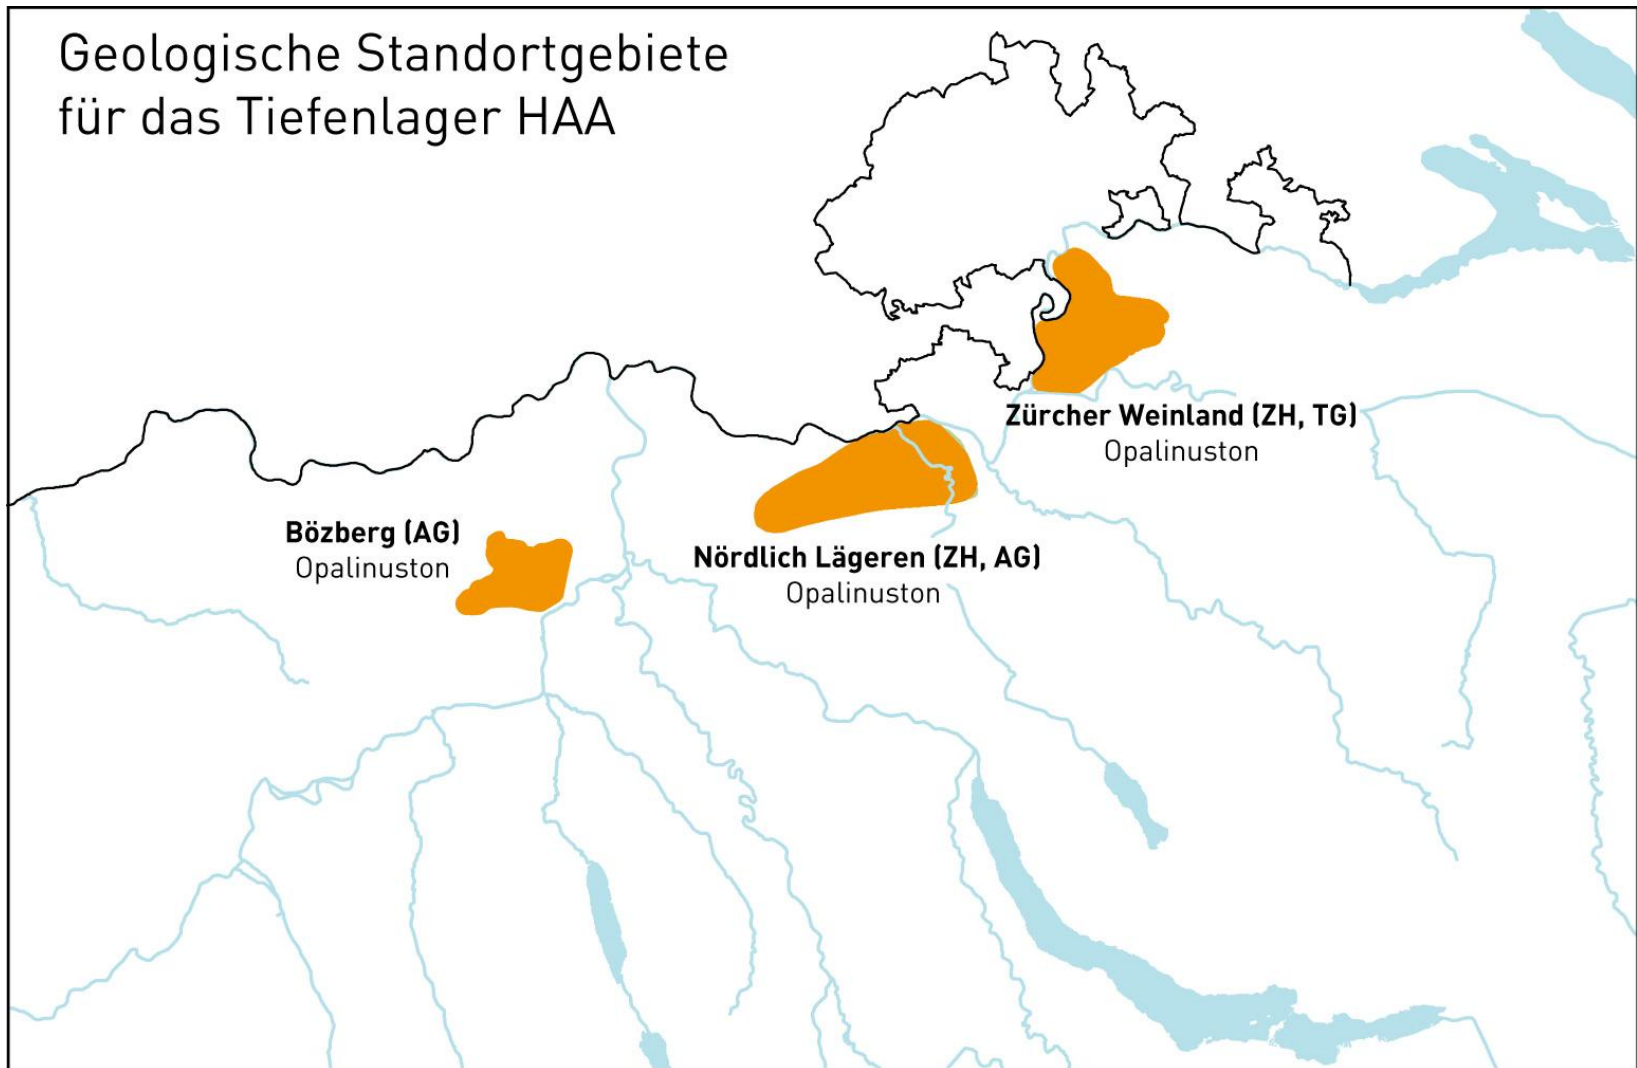 Geologische Standortgebiete
für das Tiefenlager HAA
Zürcher Weinland (ZH, TG)
Opalinuston
Bözberg (AG)
Opalinuston
Nördlich Lägeren (ZH, AG)
Opalinuston